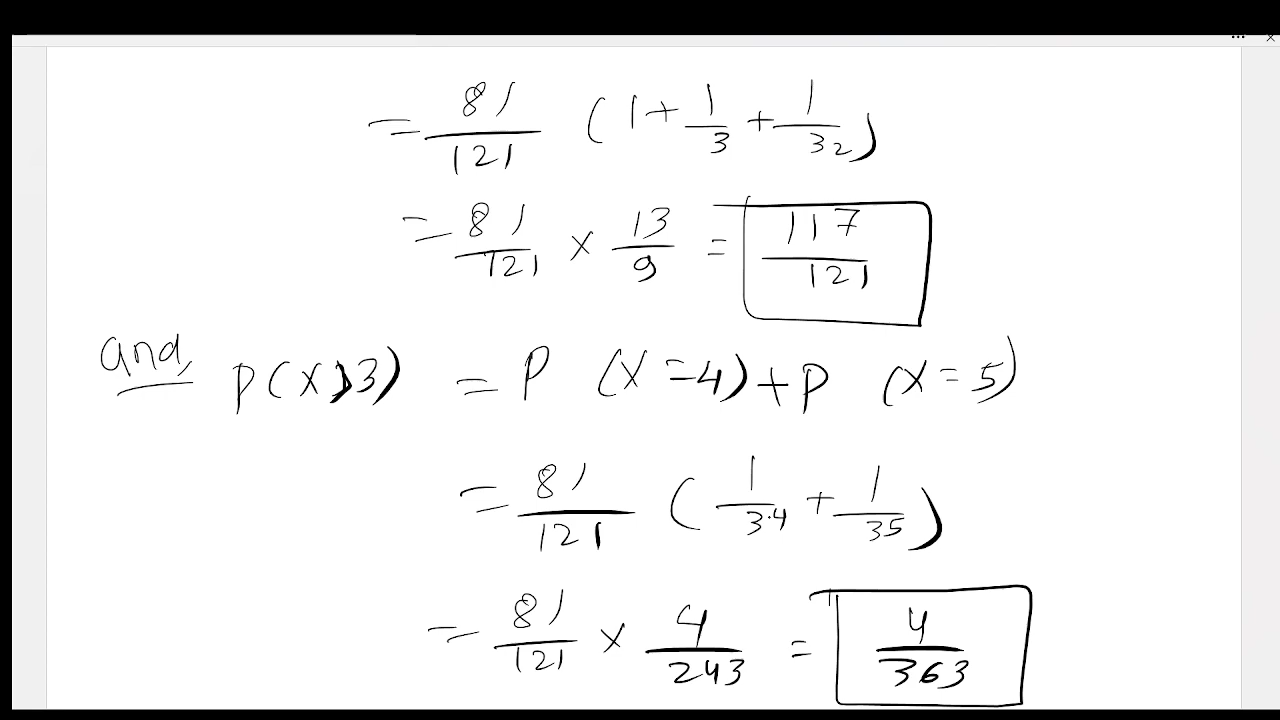 = 81/121 (1 + 1/3 + 1/3²)
= 81/121 × 13/9 = 117/121
and, P(X>3) = P (X=4) + P (X=5)
= 81/121 (1/3⁴ + 1/3⁵)
= 81/121 × 4/243 = 4/363